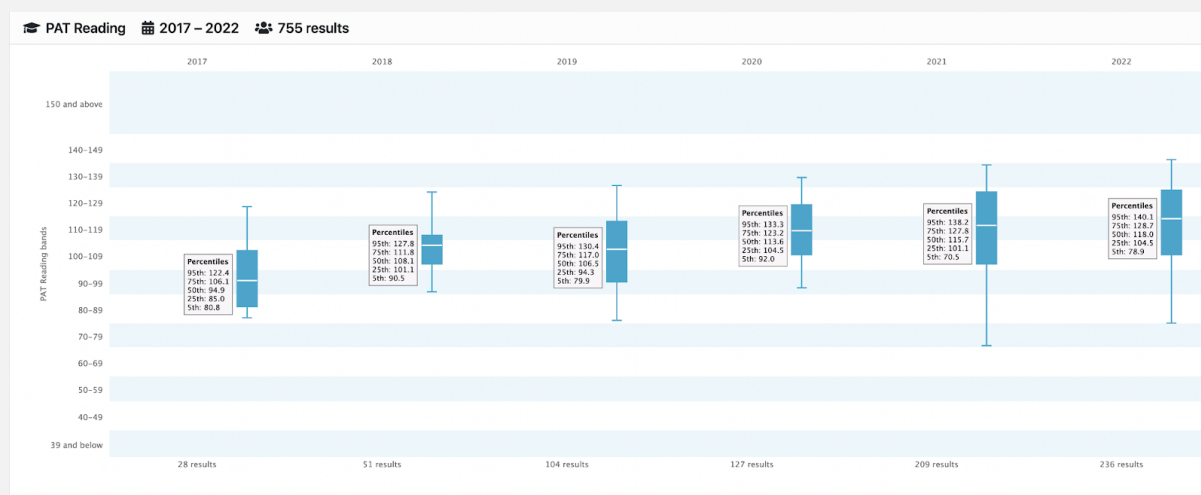 PAT Reading 2017 – 2022 755 results
2017 2018 2019 2020 2021 2022
150 and above
140–149
130–139
120–129
110–119
100–109
90–99
80–89
70–79
60–69
50–59
40–49
39 and below
PAT Reading bands
Percentiles
95th: 122.4
75th: 106.1
50th: 94.9
25th: 85.0
5th: 80.8
Percentiles
95th: 127.8
75th: 111.8
50th: 108.1
25th: 101.1
5th: 90.5
Percentiles
95th: 130.4
75th: 117.0
50th: 106.5
25th: 94.3
5th: 79.9
Percentiles
95th: 133.3
75th: 123.2
50th: 113.6
25th: 104.5
5th: 92.0
Percentiles
95th: 138.2
75th: 127.8
50th: 115.7
25th: 101.1
5th: 70.5
Percentiles
95th: 140.1
75th: 128.7
50th: 118.0
25th: 104.5
5th: 78.9
28 results 51 results 104 results 127 results 209 results 236 results